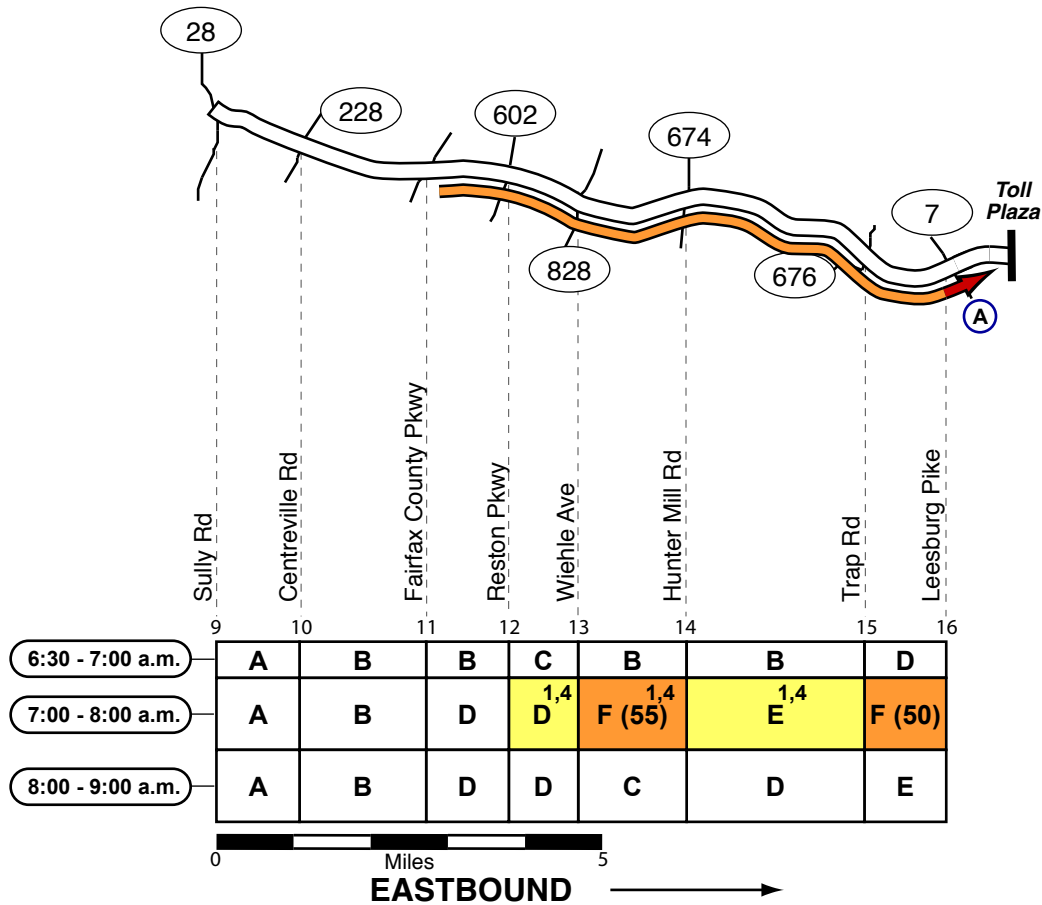 28
228
602
674
7
Toll
Plaza
828
676
A
Sully Rd
Centreville Rd
Fairfax County Pkwy
Reston Pkwy
Wiehle Ave
Hunter Mill Rd
Trap Rd
Leesburg Pike
9 10 11 12 13 14 15 16
6:30 - 7:00 a.m. A B B C B B D
7:00 - 8:00 a.m. A B D D 1,4 F (55) 1,4 E 1,4 F (50)
8:00 - 9:00 a.m. A B D D C D E
0 Miles 5
EASTBOUND